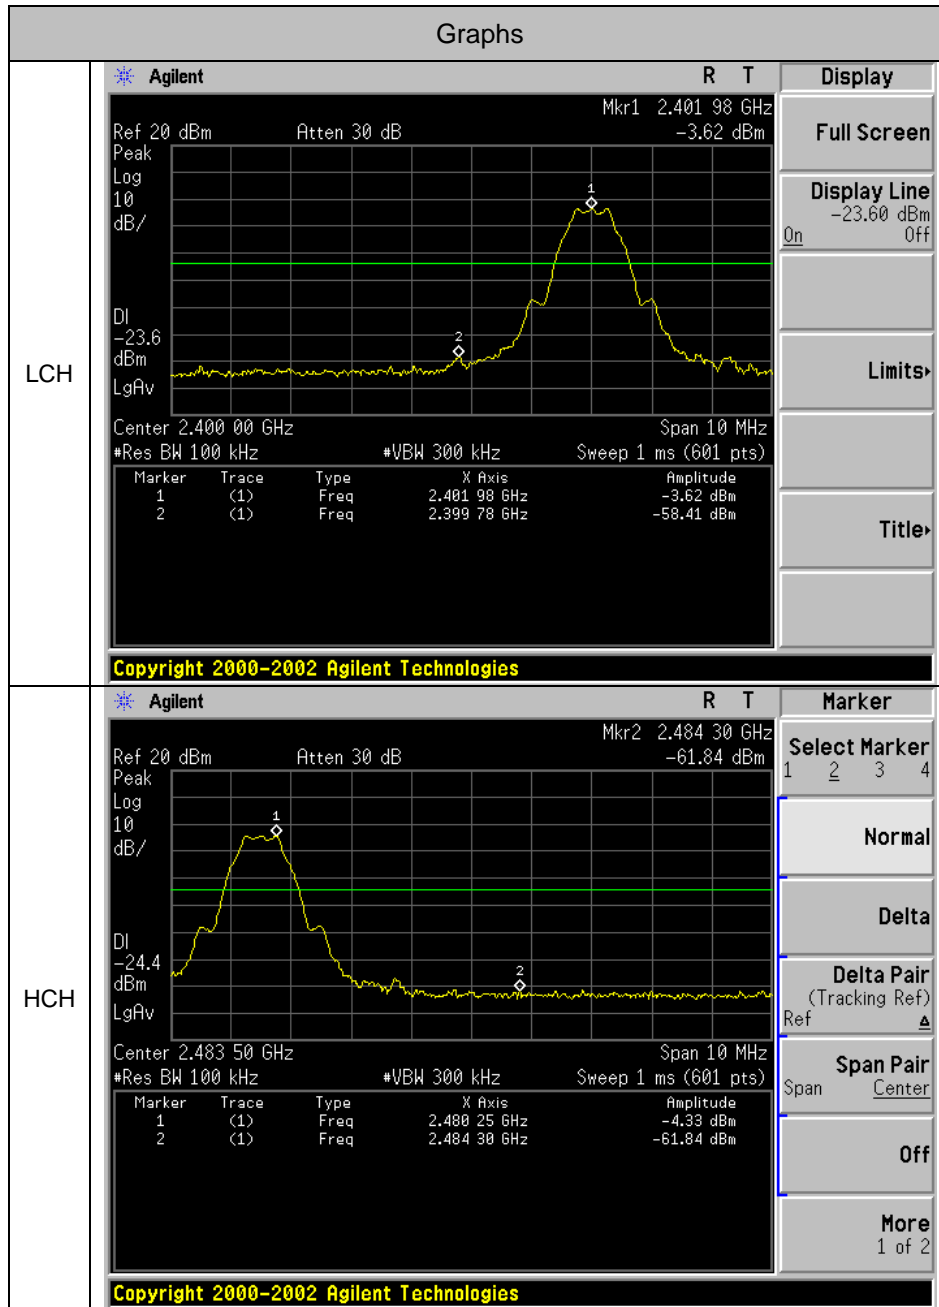 Graphs
LCH
Agilent R T
Mkr1 2.401 98 GHz
Ref 20 dBm Atten 30 dB -3.62 dBm
Peak
Log
10
dB/
1
2
DI
-23.6
dBm
LgAv
Center 2.400 00 GHz Span 10 MHz
#Res BW 100 kHz #VBW 300 kHz Sweep 1 ms (601 pts)
Marker Trace Type X Axis Amplitude
1 (1) Freq 2.401 98 GHz -3.62 dBm
2 (1) Freq 2.399 78 GHz -58.41 dBm
Copyright 2000-2002 Agilent Technologies
Display
Full Screen
Display Line
-23.60 dBm
On Off
Limits
Title
HCH
Agilent R T
Mkr2 2.484 30 GHz
Ref 20 dBm Atten 30 dB -61.84 dBm
Peak
Log
10
dB/
1
2
DI
-24.4
dBm
LgAv
Center 2.483 50 GHz Span 10 MHz
#Res BW 100 kHz #VBW 300 kHz Sweep 1 ms (601 pts)
Marker Trace Type X Axis Amplitude
1 (1) Freq 2.480 25 GHz -4.33 dBm
2 (1) Freq 2.484 30 GHz -61.84 dBm
Copyright 2000-2002 Agilent Technologies
Marker
Select Marker
1 2 3 4
Normal
Delta
Delta Pair
(Tracking Ref)
Ref Δ
Span Pair
Span Center
Off
More
1 of 2